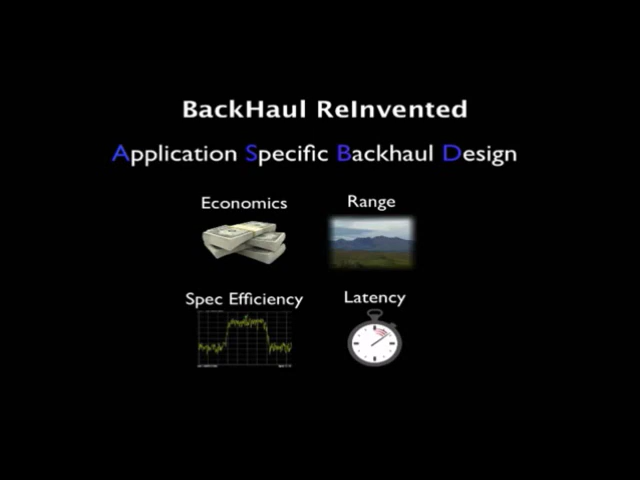 BackHaul ReInvented
Application Specific Backhaul Design
Economics
Range
Spec Efficiency
Latency